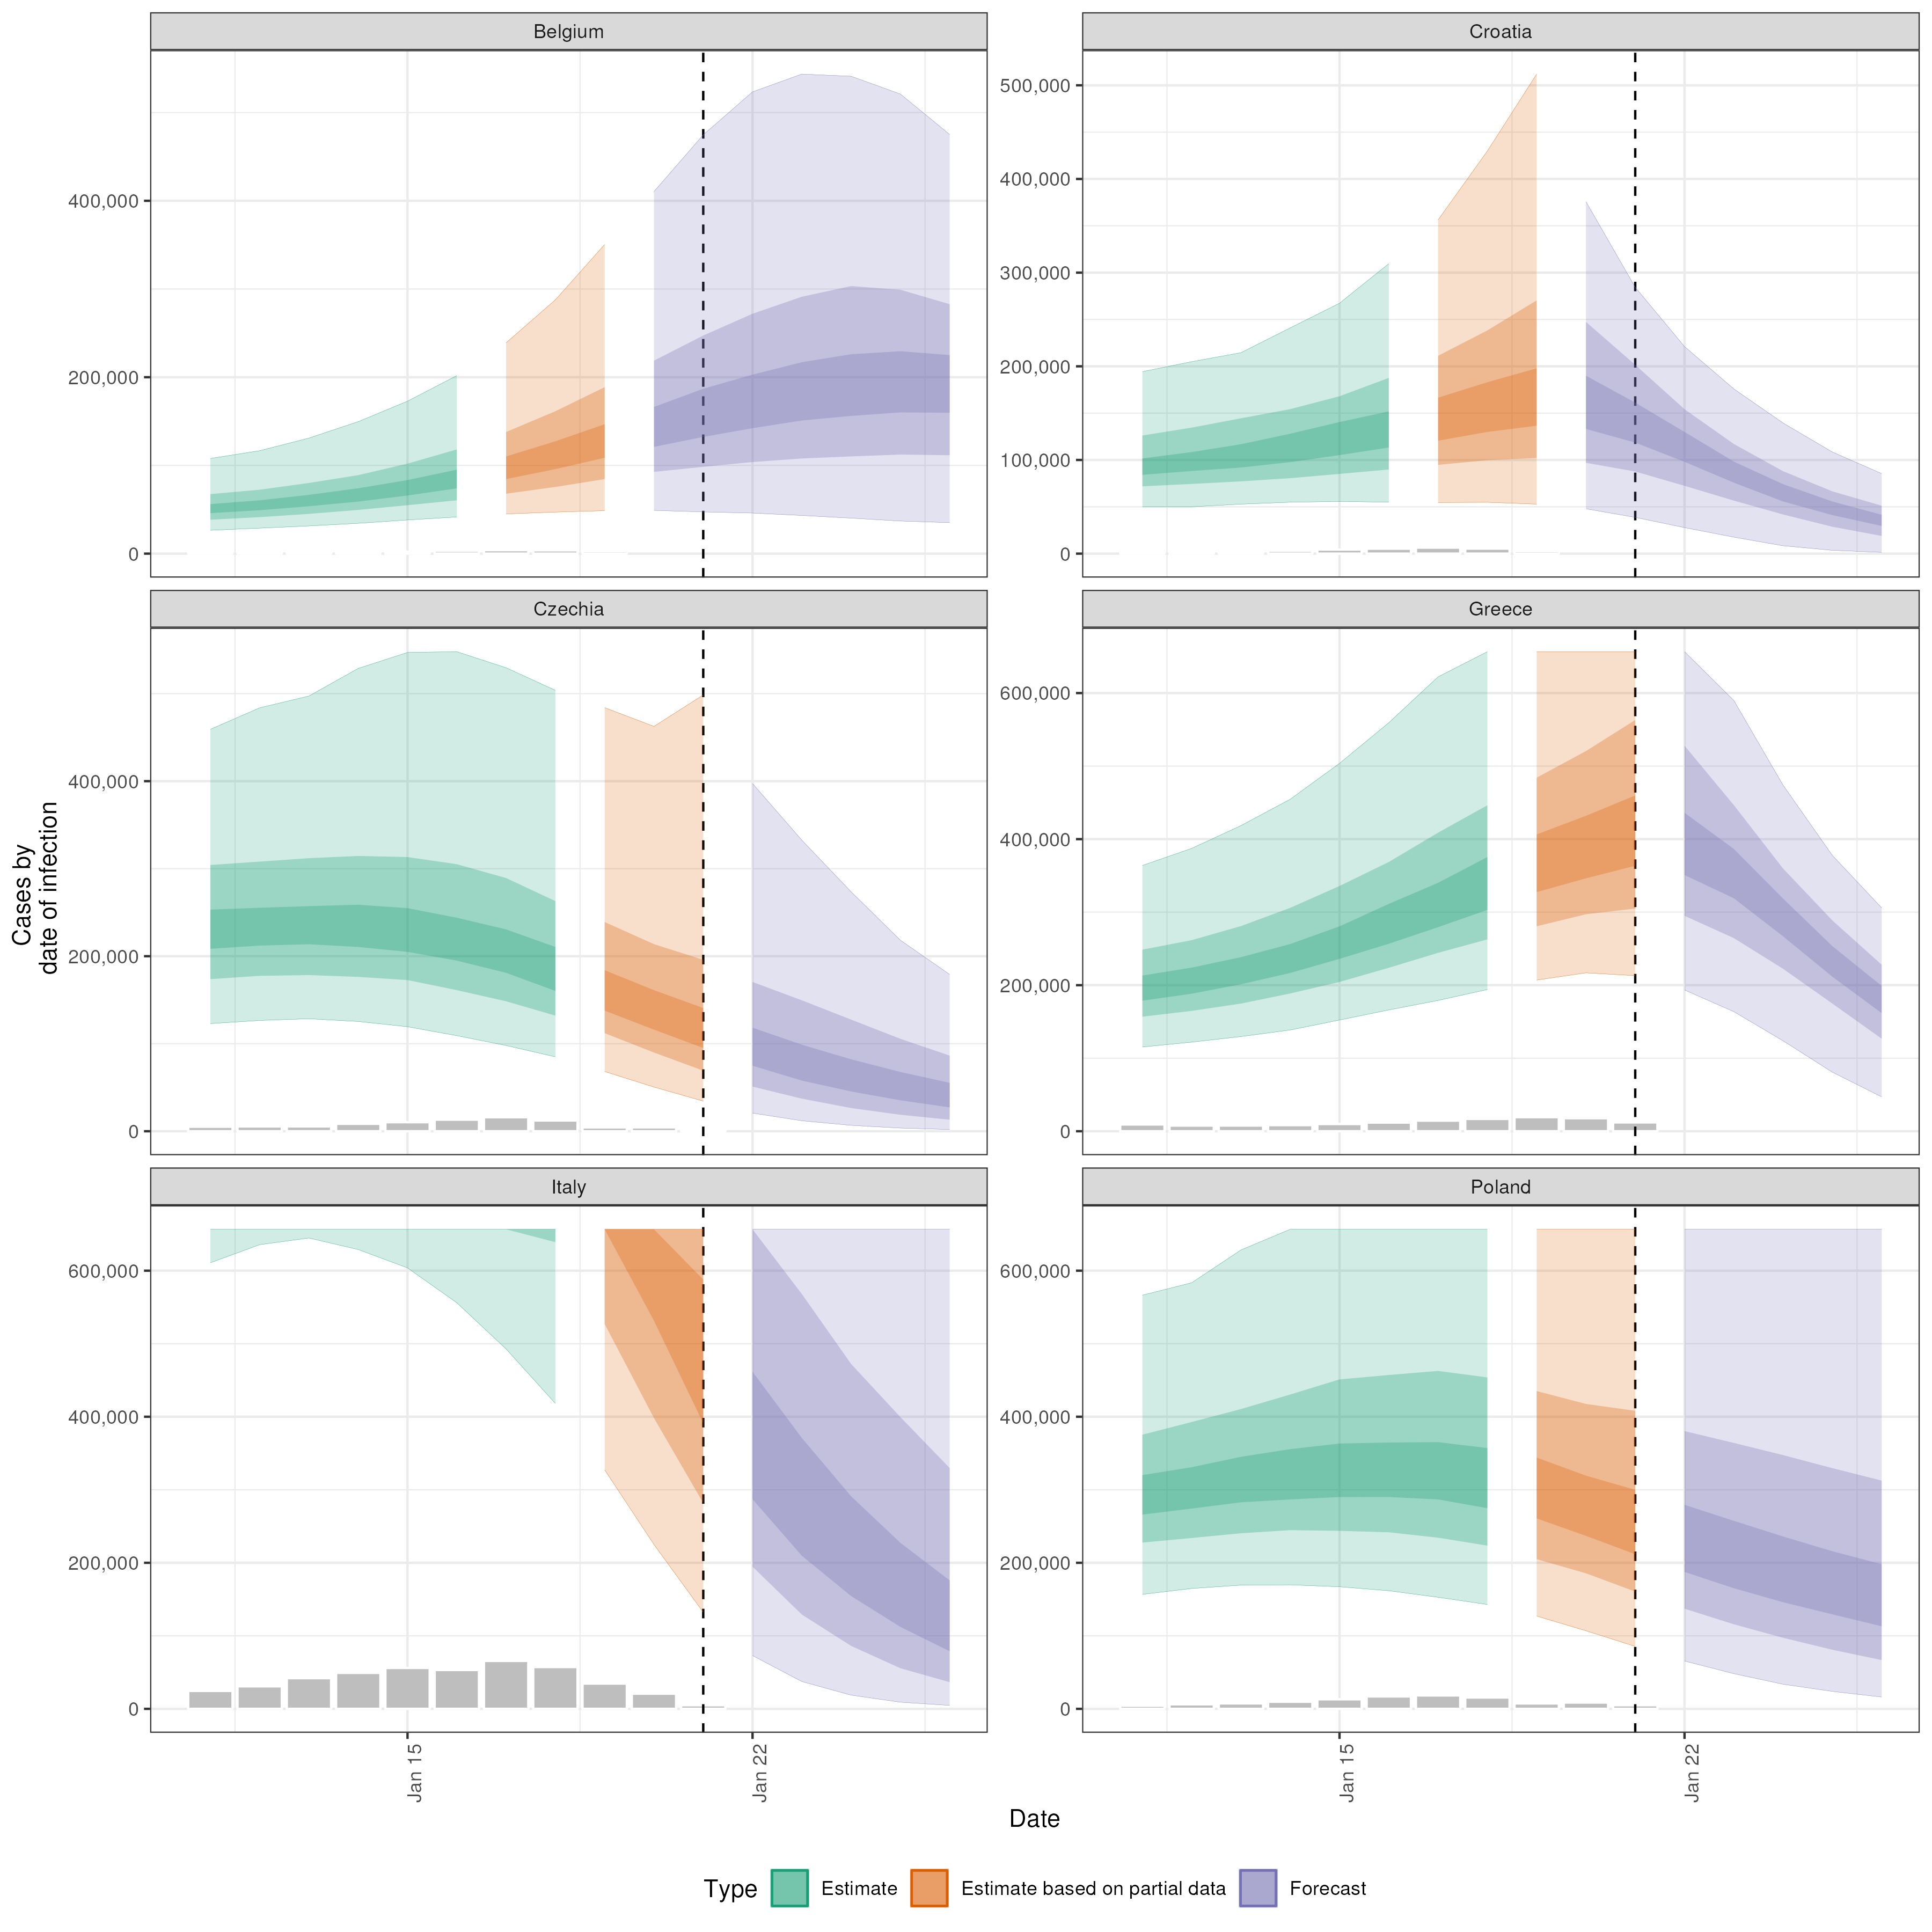 Belgium
Croatia
400,000
200,000
0
500,000
400,000
300,000
200,000
100,000
0
Czechia
Greece
400,000
200,000
0
600,000
400,000
200,000
0
Cases by
date of infection
Italy
Poland
600,000
400,000
200,000
0
600,000
400,000
200,000
0
Jan 15
Jan 22
Jan 15
Jan 22
Date
Type Estimate Estimate based on partial data Forecast